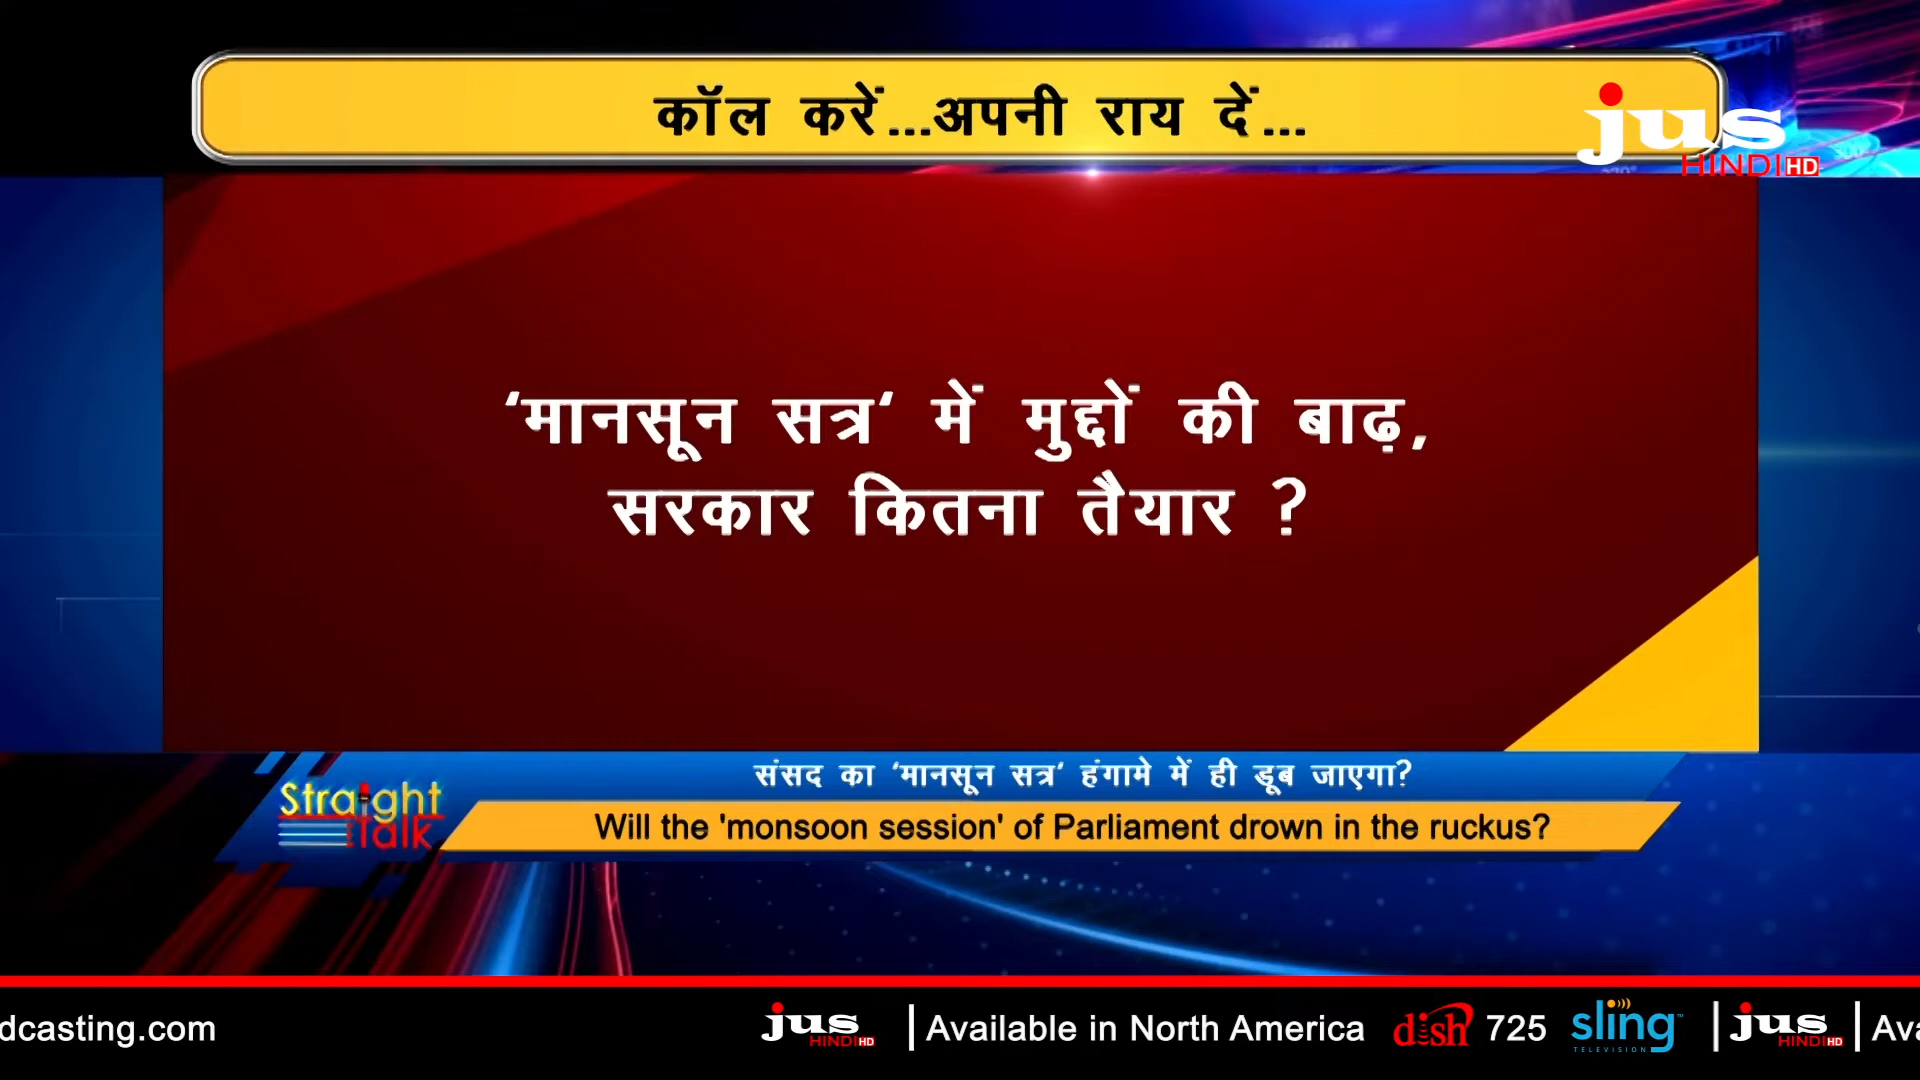 कॉल करें...अपनी राय दें...
jus
HINDI HD
‘मानसून सत्र‘ में मुद्दों की बाढ़,
सरकार कितना तैयार ?
संसद का ‘मानसून सत्र‘ हंगामे में ही डूब जाएगा?
Straight Talk
Will the 'monsoon session' of Parliament drown in the ruckus?
dcasting.com jus HINDI HD | Available in North America dish 725 sling TELEVISION | jus HINDI HD | Ava